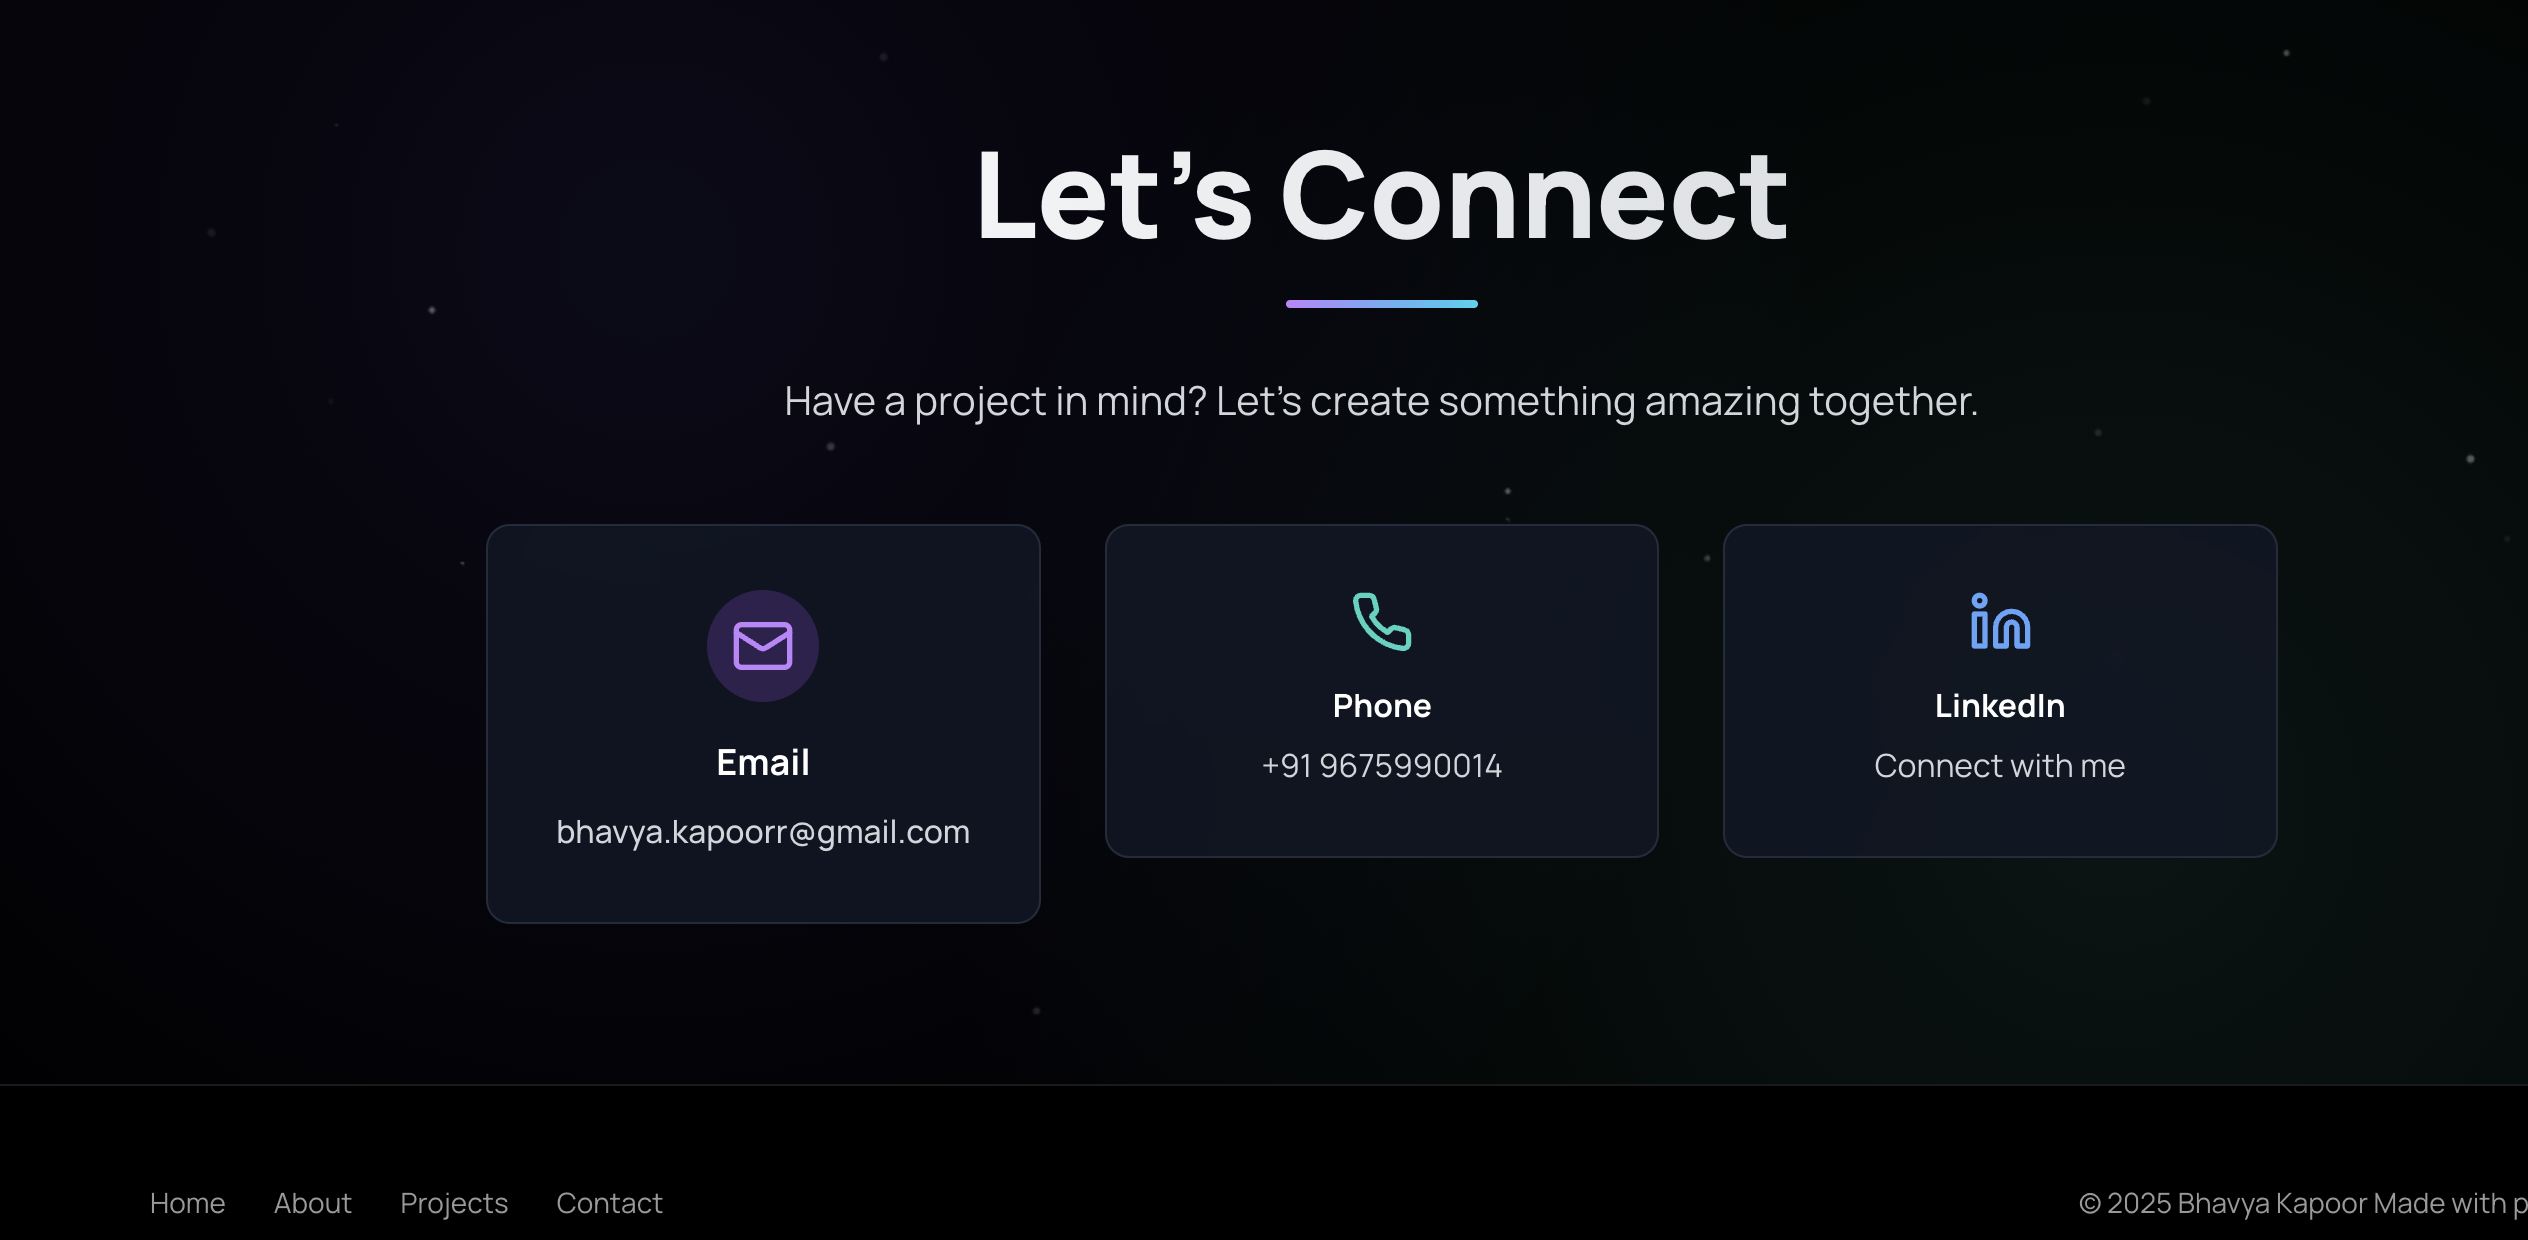 Let's Connect
Have a project in mind? Let's create something amazing together.
Email
bhavya.kapoorr@gmail.com
Phone
+91 9675990014
LinkedIn
Connect with me
Home About Projects Contact
© 2025 Bhavya Kapoor Made with